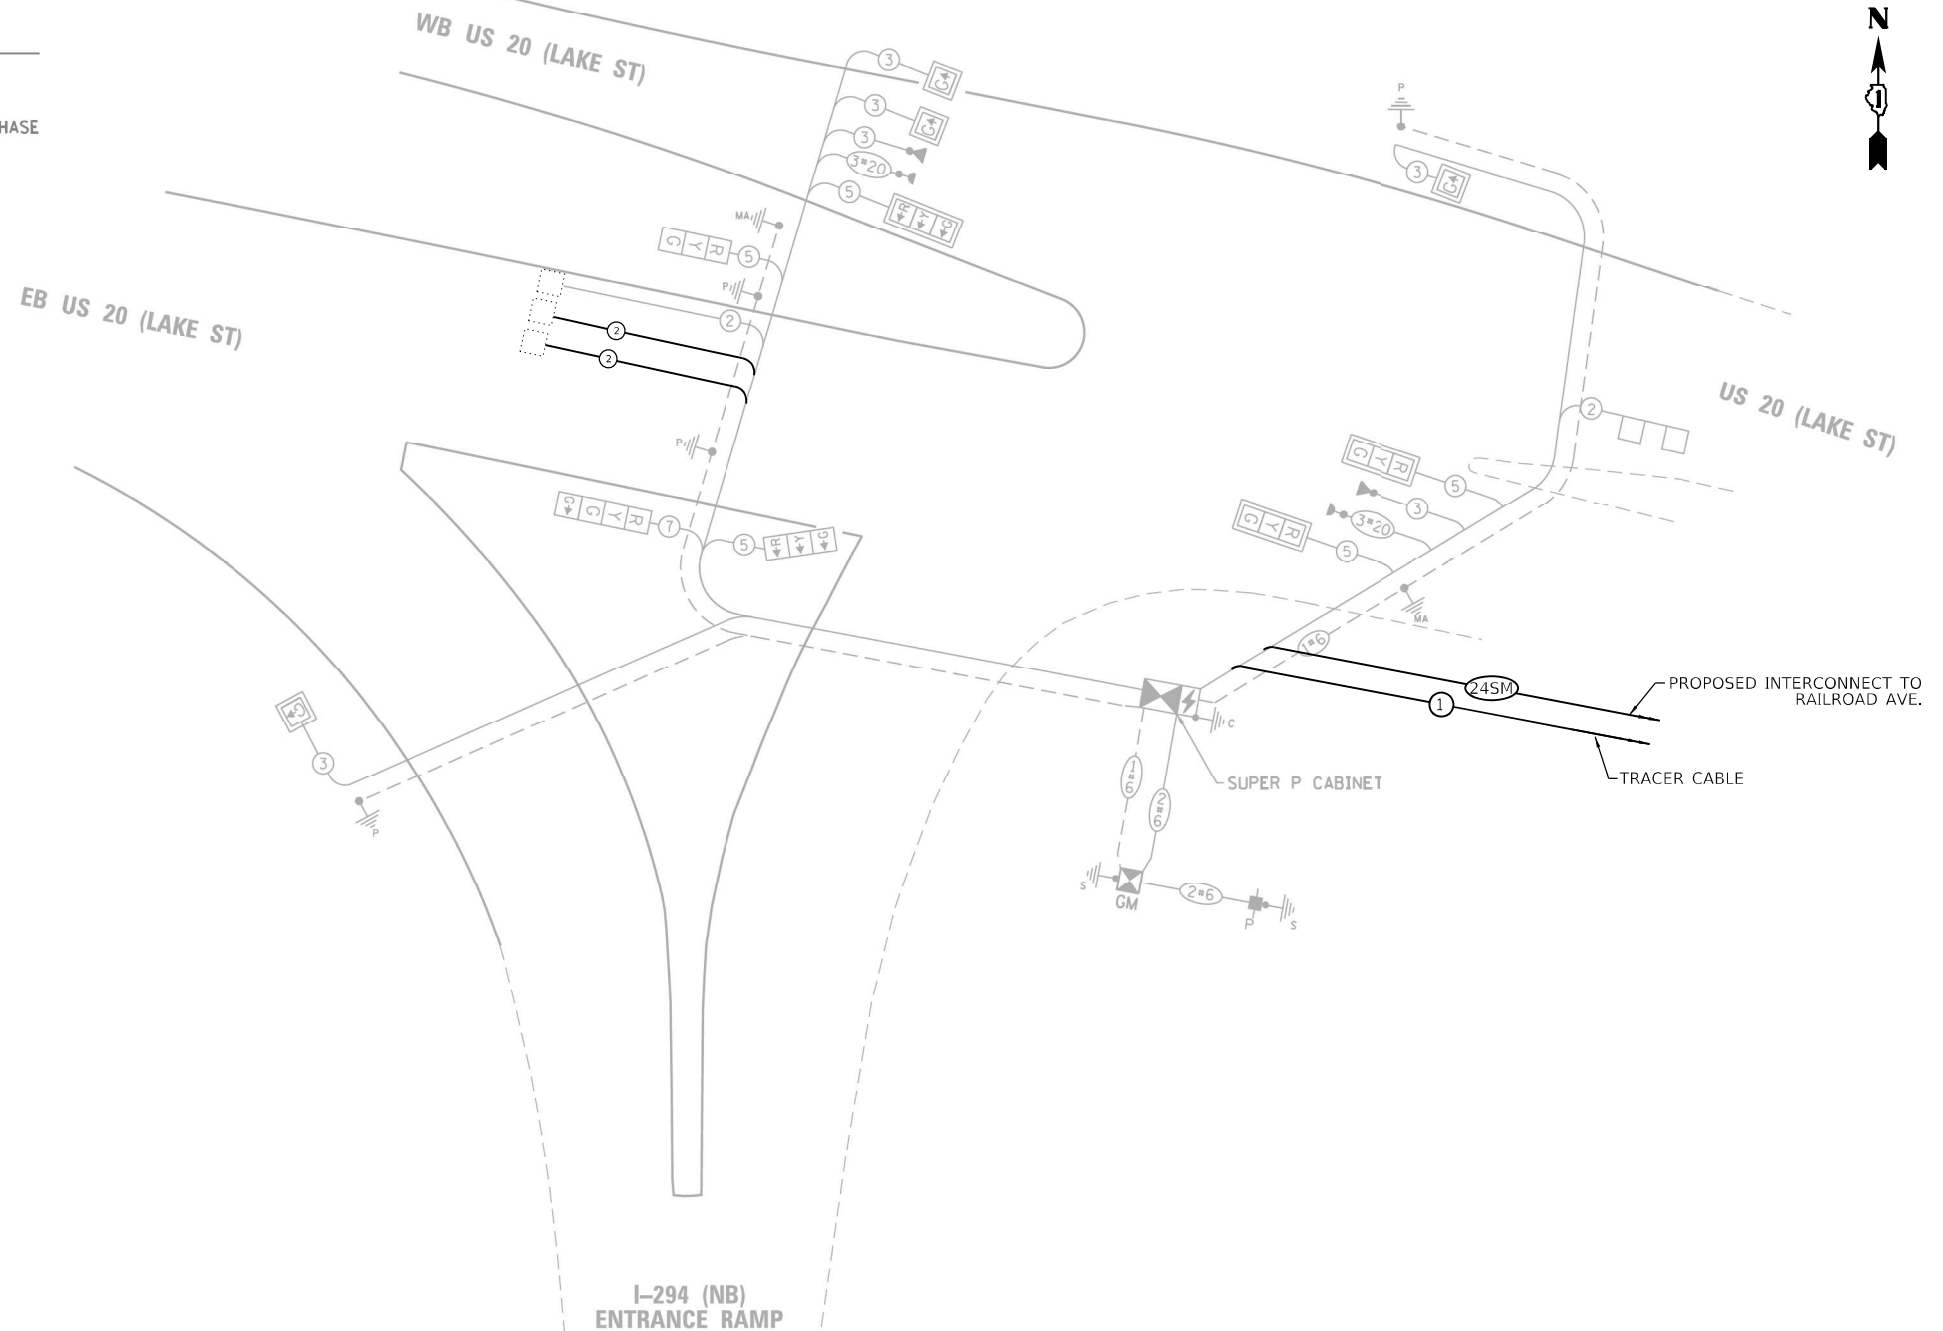 N
1
WB US 20 (LAKE ST)
HASE
P
3
G
3
G
3
3#20
5
R Y G
3
G
MA
G Y R
5
P
2
EB US 20 (LAKE ST)
2
2
US 20 (LAKE ST)
2
P
G Y R
5
3
3#20
G Y R
5
G G Y R
7
5
R Y G
MA
1#6
24SM
PROPOSED INTERCONNECT TO
RAILROAD AVE.
1
C
TRACER CABLE
G
3
P
1#6
2#6
SUPER P CABINET
S
GM
2#6
P
S
I-294 (NB)
ENTRANCE RAMP